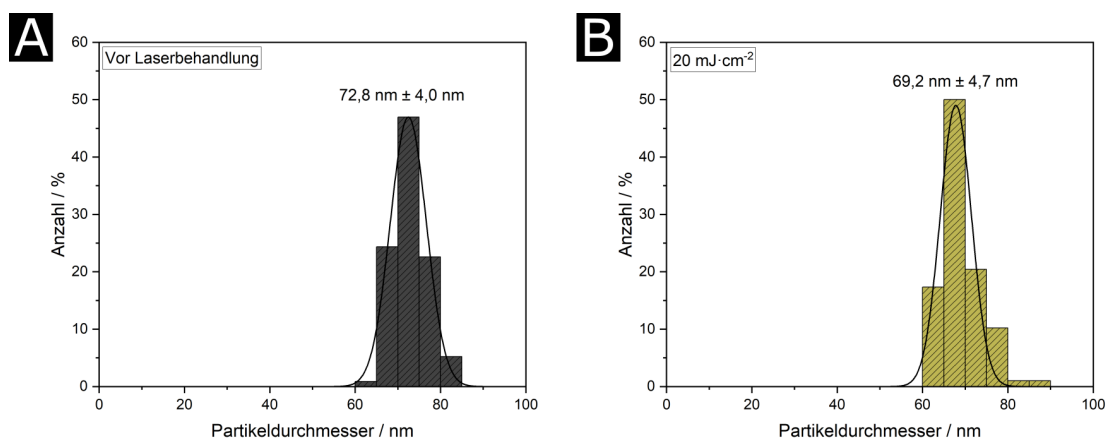 A
Vor Laserbehandlung
72,8 nm ± 4,0 nm
60
50
40
30
20
10
0
Anzahl / %
0 20 40 60 80 100
Partikeldurchmesser / nm
B
20 mJ·cm⁻²
69,2 nm ± 4,7 nm
60
50
40
30
20
10
0
Anzahl / %
0 20 40 60 80 100
Partikeldurchmesser / nm